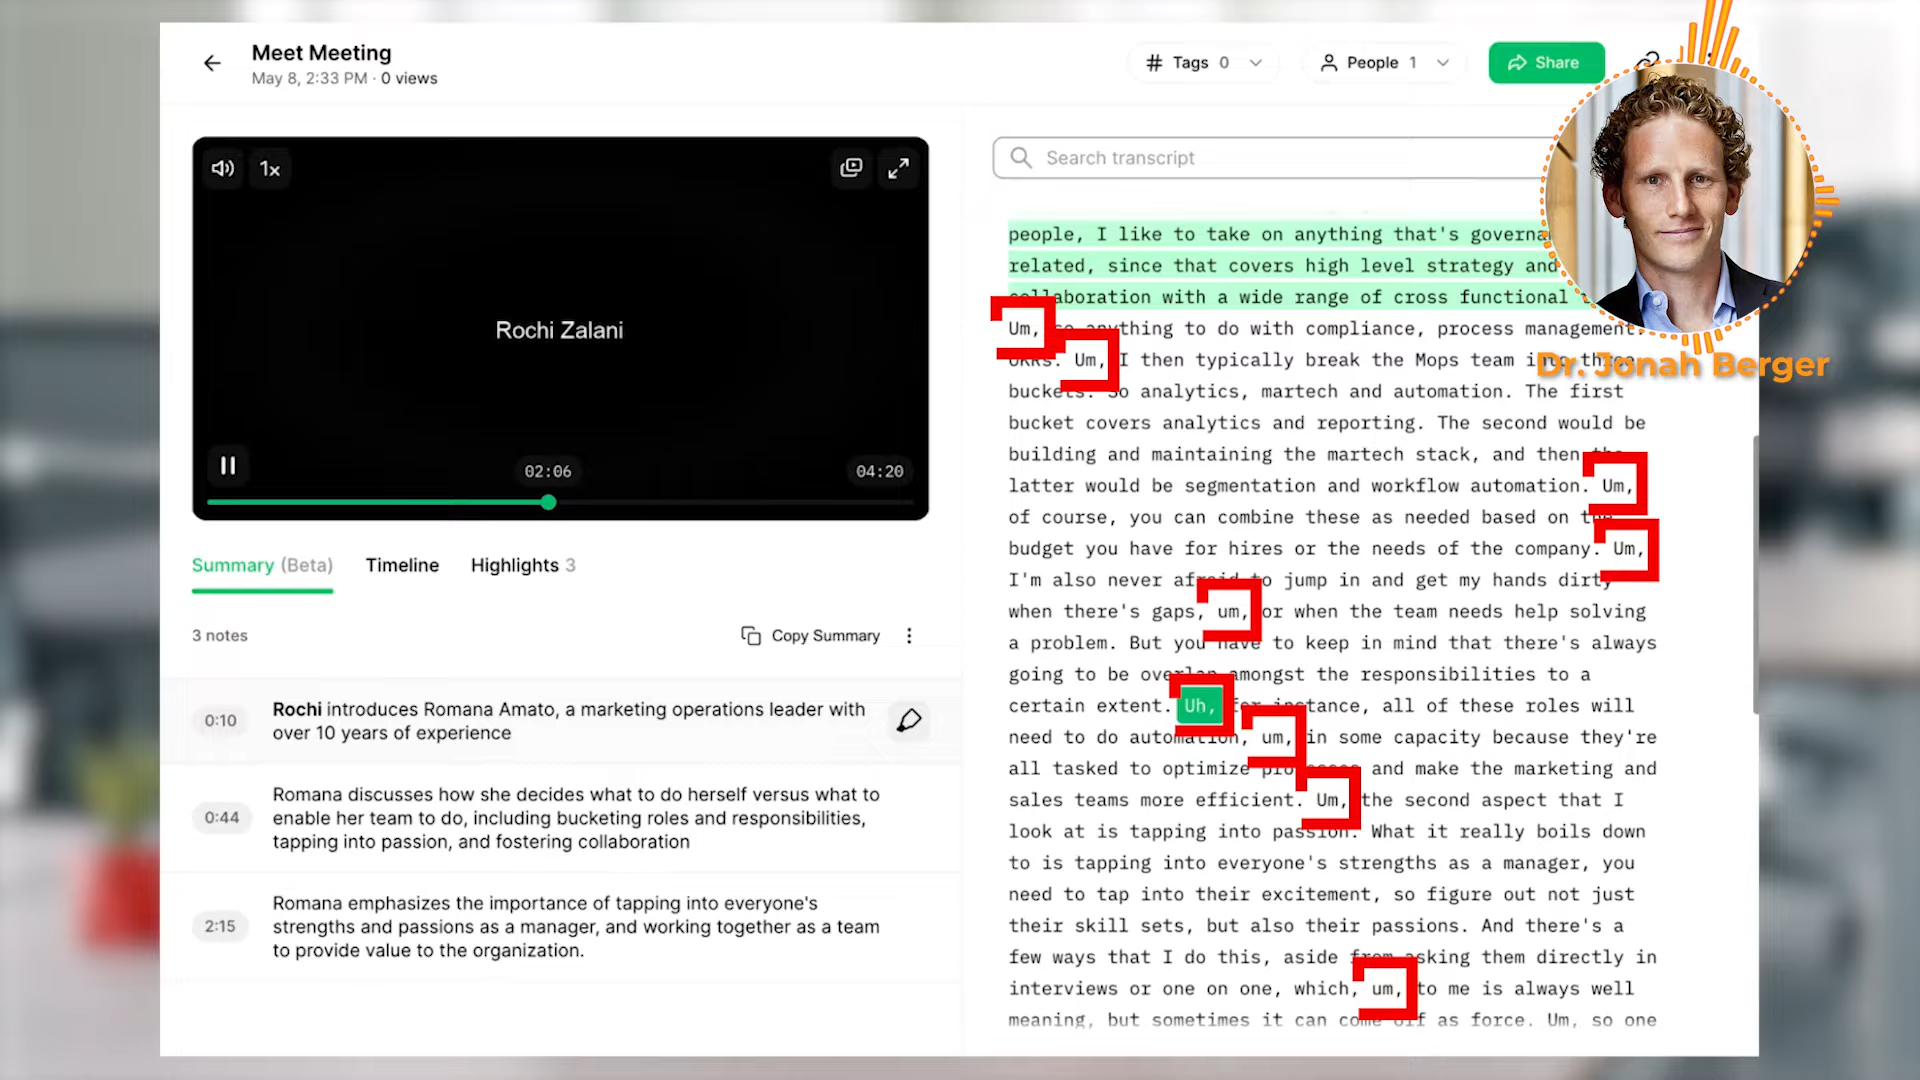 Meet Meeting
May 8, 2:33 PM · 0 views
# Tags 0
People 1
Share
1x
Rochi Zalani
02:06
04:20
Summary (Beta)
Timeline
Highlights 3
3 notes
Copy Summary
0:10
Rochi introduces Romana Amato, a marketing operations leader with
over 10 years of experience
0:44
Romana discusses how she decides what to do herself versus what to
enable her team to do, including bucketing roles and responsibilities,
tapping into passion, and fostering collaboration
2:15
Romana emphasizes the importance of tapping into everyone's
strengths and passions as a manager, and working together as a team
to provide value to the organization.
Search transcript
people, I like to take on anything that's
related, since that covers high level strategy and
collaboration with a wide range of cross functional
Um, so anything to do with compliance, process management.
OKRs. Um, I then typically break the Mops team into three
buckets. So analytics, martech and automation. The first
bucket covers analytics and reporting. The second would be
building and maintaining the martech stack, and then the
latter would be segmentation and workflow automation. Um,
of course, you can combine these as needed based on the
budget you have for hires or the needs of the company. Um,
I'm also never afraid to jump in and get my hands dirty
when there's gaps, um, or when the team needs help solving
a problem. But you have to keep in mind that there's always
going to be overlap amongst the responsibilities to a
certain extent. Uh, for instance, all of these roles will
need to do automation, um, in some capacity because they're
all tasked to optimize processes and make the marketing and
sales teams more efficient. Um, the second aspect that I
look at is tapping into passion. What it really boils down
to is tapping into everyone's strengths as a manager, you
need to tap into their excitement, so figure out not just
their skill sets, but also their passions. And there's a
few ways that I do this, aside from asking them directly in
interviews or one on one, which, um, to me is always well
meaning, but sometimes it can come off as force. Um, so one
Dr. Jonah Berger